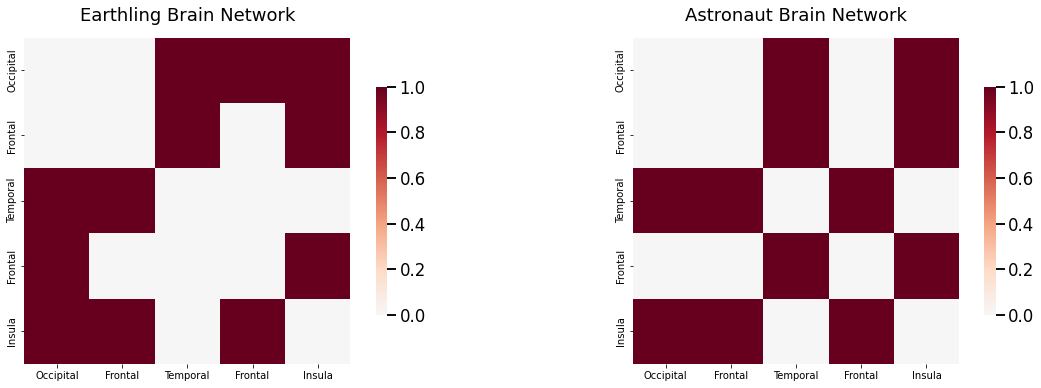 Earthling Brain Network
Astronaut Brain Network
Occipital
Frontal
Temporal
Frontal
Insula
Occipital Frontal Temporal Frontal Insula
1.0
0.8
0.6
0.4
0.2
0.0
Occipital
Frontal
Temporal
Frontal
Insula
Occipital Frontal Temporal Frontal Insula
1.0
0.8
0.6
0.4
0.2
0.0